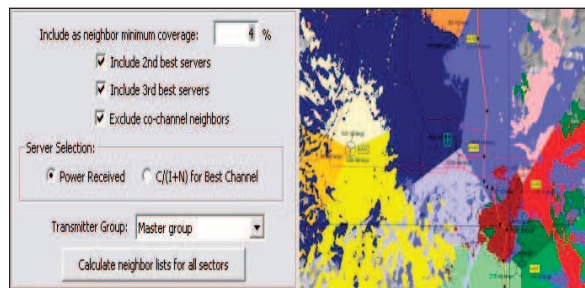 Include as neighbor minimum coverage: 4 %
Include 2nd best servers
Include 3rd best servers
Exclude co-channel neighbors
Server Selection:
Power Received C/(I+N) for Best Channel
Transmitter Group: Master group
Calculate neighbor lists for all sectors